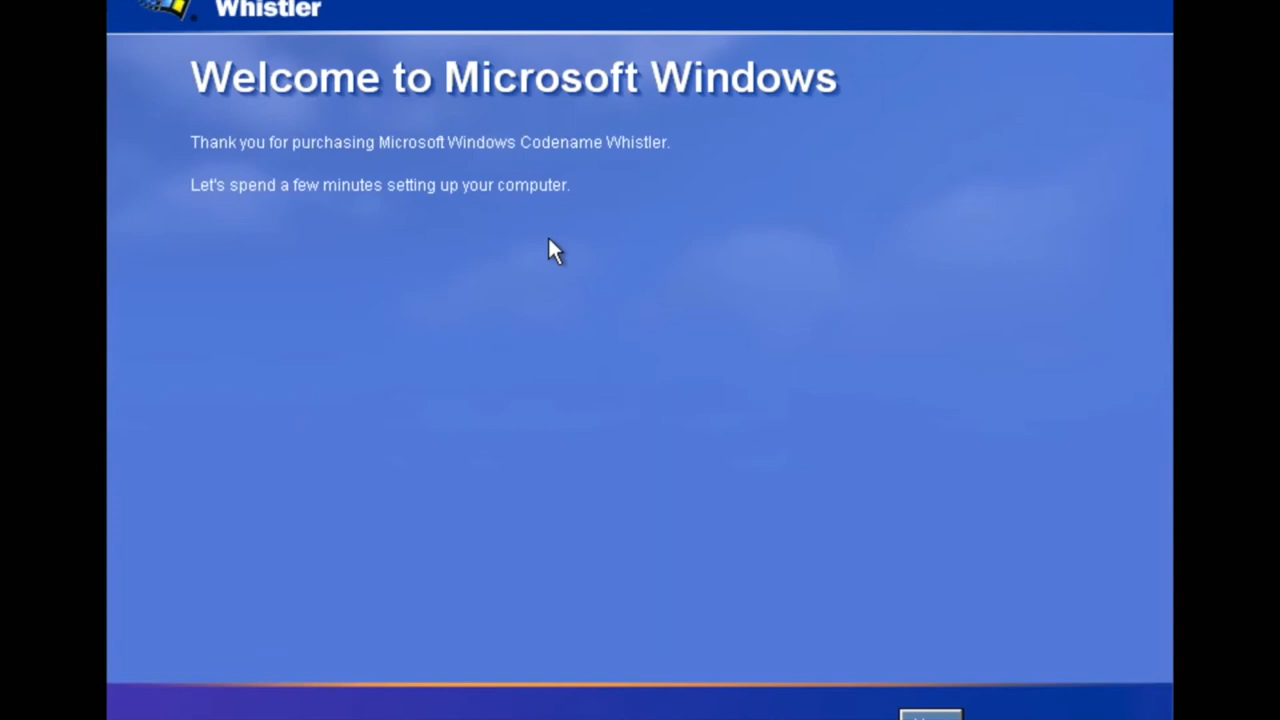 Whistler
Welcome to Microsoft Windows
Thank you for purchasing Microsoft Windows Codename Whistler.
Let's spend a few minutes setting up your computer.